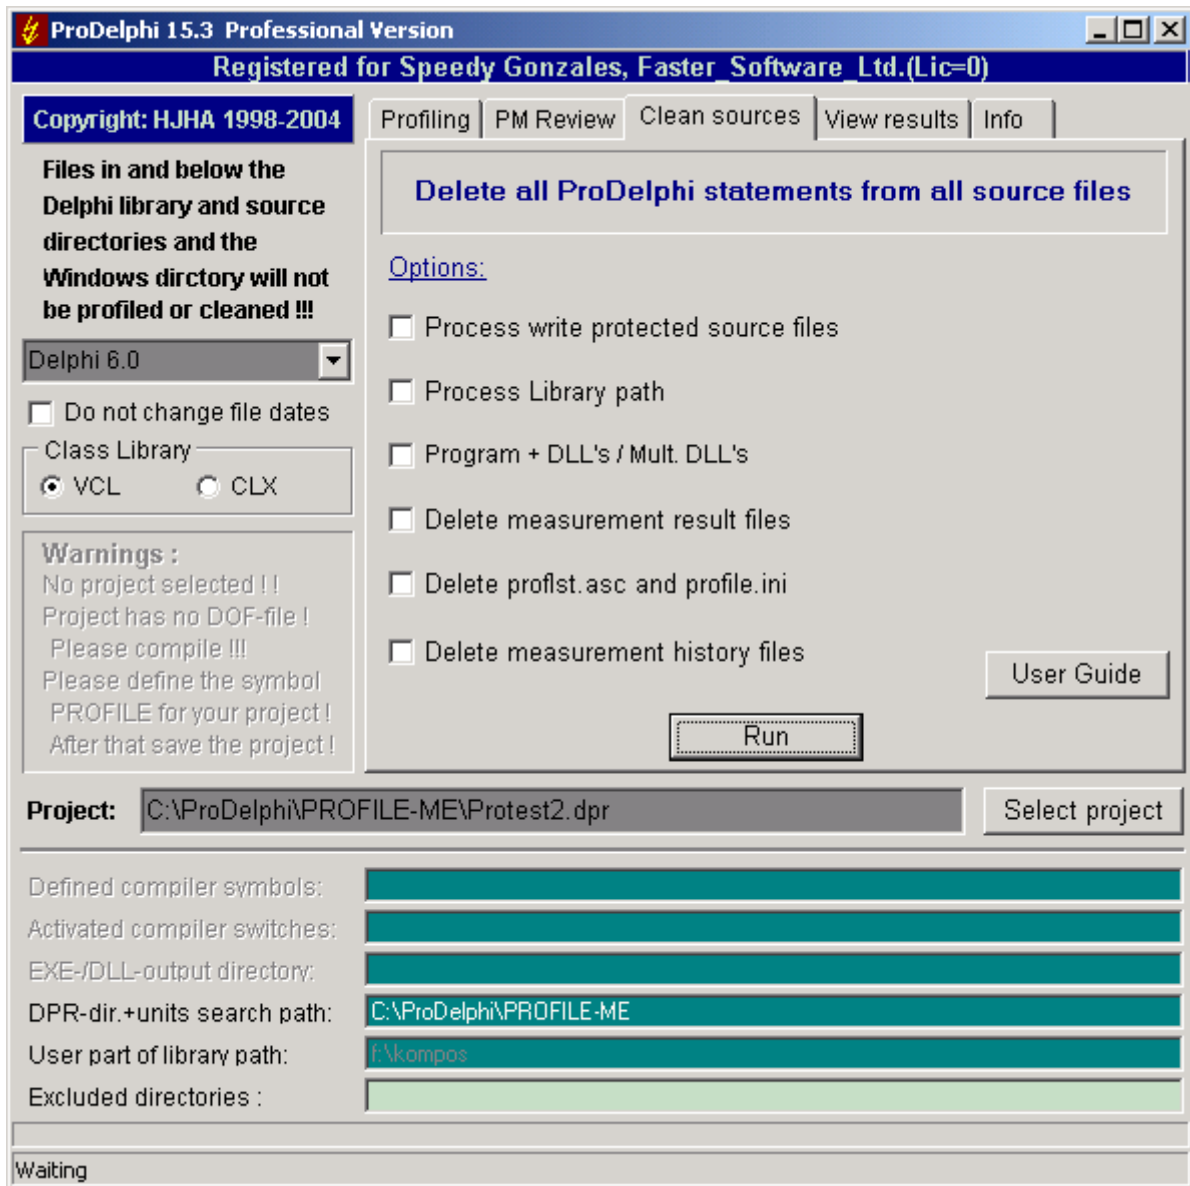 ProDelphi 15.3  Professional Version
Registered for Speedy Gonzales, Faster_Software_Ltd.(Lic=0)
Copyright: HJHA 1998-2004
Files in and below the
Delphi library and source
directories and the
Windows dirctory will not
be profiled or cleaned !!!
Delphi 6.0
Do not change file dates
Class Library
VCL
CLX
Warnings :
No project selected ! !
Project has no DOF-file !
Please compile !!!
Please define the symbol
PROFILE for your project !
After that save the project !
Profiling
PM Review
Clean sources
View results
Info
Delete all ProDelphi statements from all source files
Options:
Process write protected source files
Process Library path
Program + DLL's / Mult. DLL's
Delete measurement result files
Delete proflst.asc and profile.ini
Delete measurement history files
User Guide
Run
Project: C:\ProDelphi\PROFILE-ME\Protest2.dpr Select project
Defined compiler symbols:
Activated compiler switches:
EXE-/DLL-output directory:
DPR-dir.+units search path: C:\ProDelphi\PROFILE-ME
User part of library path: f:\kompos
Excluded directories :
Waiting